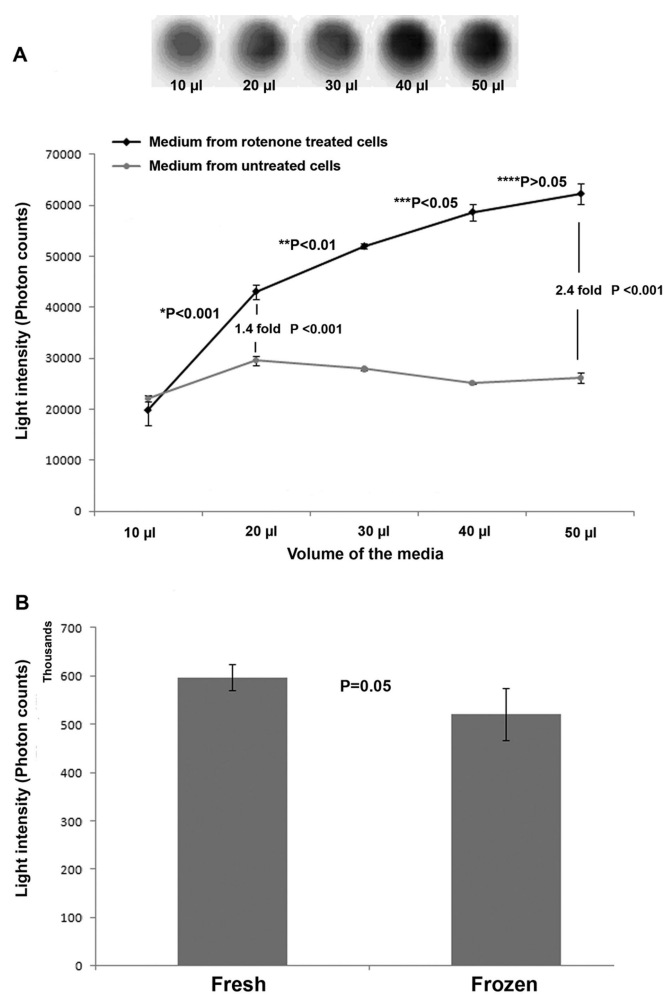 A
10 µl 20 µl 30 µl 40 µl 50 µl
Medium from rotenone treated cells
Medium from untreated cells
Light intensity (Photon counts)
70000
60000
50000
40000
30000
20000
10000
0
*P<0.001
**P<0.01
***P<0.05
****P>0.05
1.4 fold P <0.001
2.4 fold P <0.001
10 µl 20 µl 30 µl 40 µl 50 µl
Volume of the media
B
Light intensity (Photon counts)
Thousands
700
600
500
400
300
200
100
0
P=0.05
Fresh Frozen